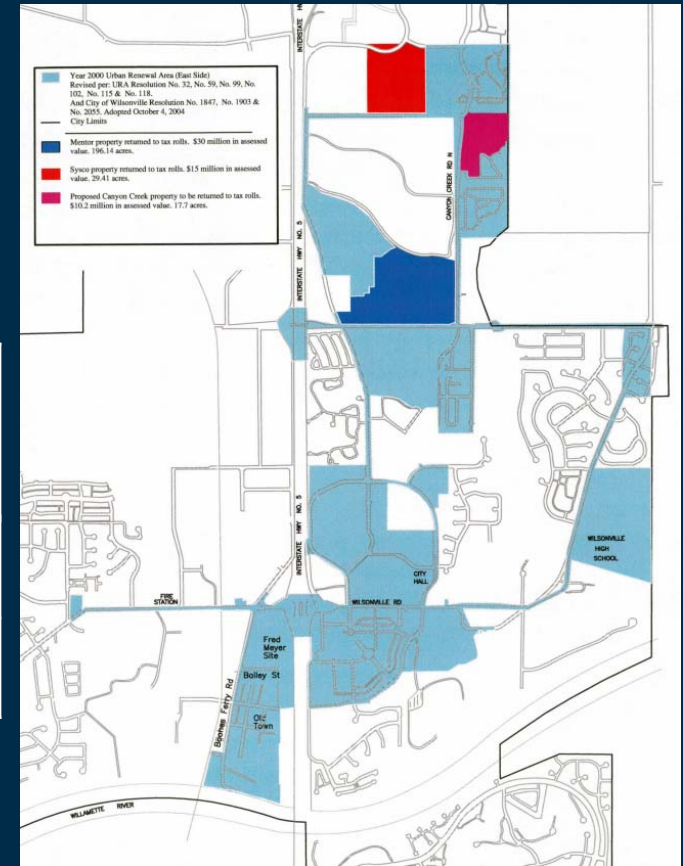 INTERSTATE HW
Year 2000 Urban Renewal Area (East Side)
Revised per: URA Resolution No. 32, No. 59, No. 99, No.
102, No. 115 & No. 118.
And City of Wilsonville Resolution No. 1847, No. 1903 &
No. 2055. Adopted October 4, 2004
City Limits
Mentor property returned to tax rolls. $30 million in assessed
value. 196.14 acres.
Sysco property returned to tax rolls. $15 million in assessed
value. 29.41 acres.
Proposed Canyon Creek property to be returned to tax rolls.
$10.2 million in assessed value. 17.7 acres.
CANYON CREEK RD N
INTERSTATE HWY NO. 5
INTERSTATE HWY NO. 5
WILSONVILLE
HIGH
SCHOOL
CITY
HALL
FIRE
STATION
WILSONVILLE RD
Fred
Meyer
Site
Bailey St
Boones Ferry Rd
Old
Town
WILLAMETTE RIVER